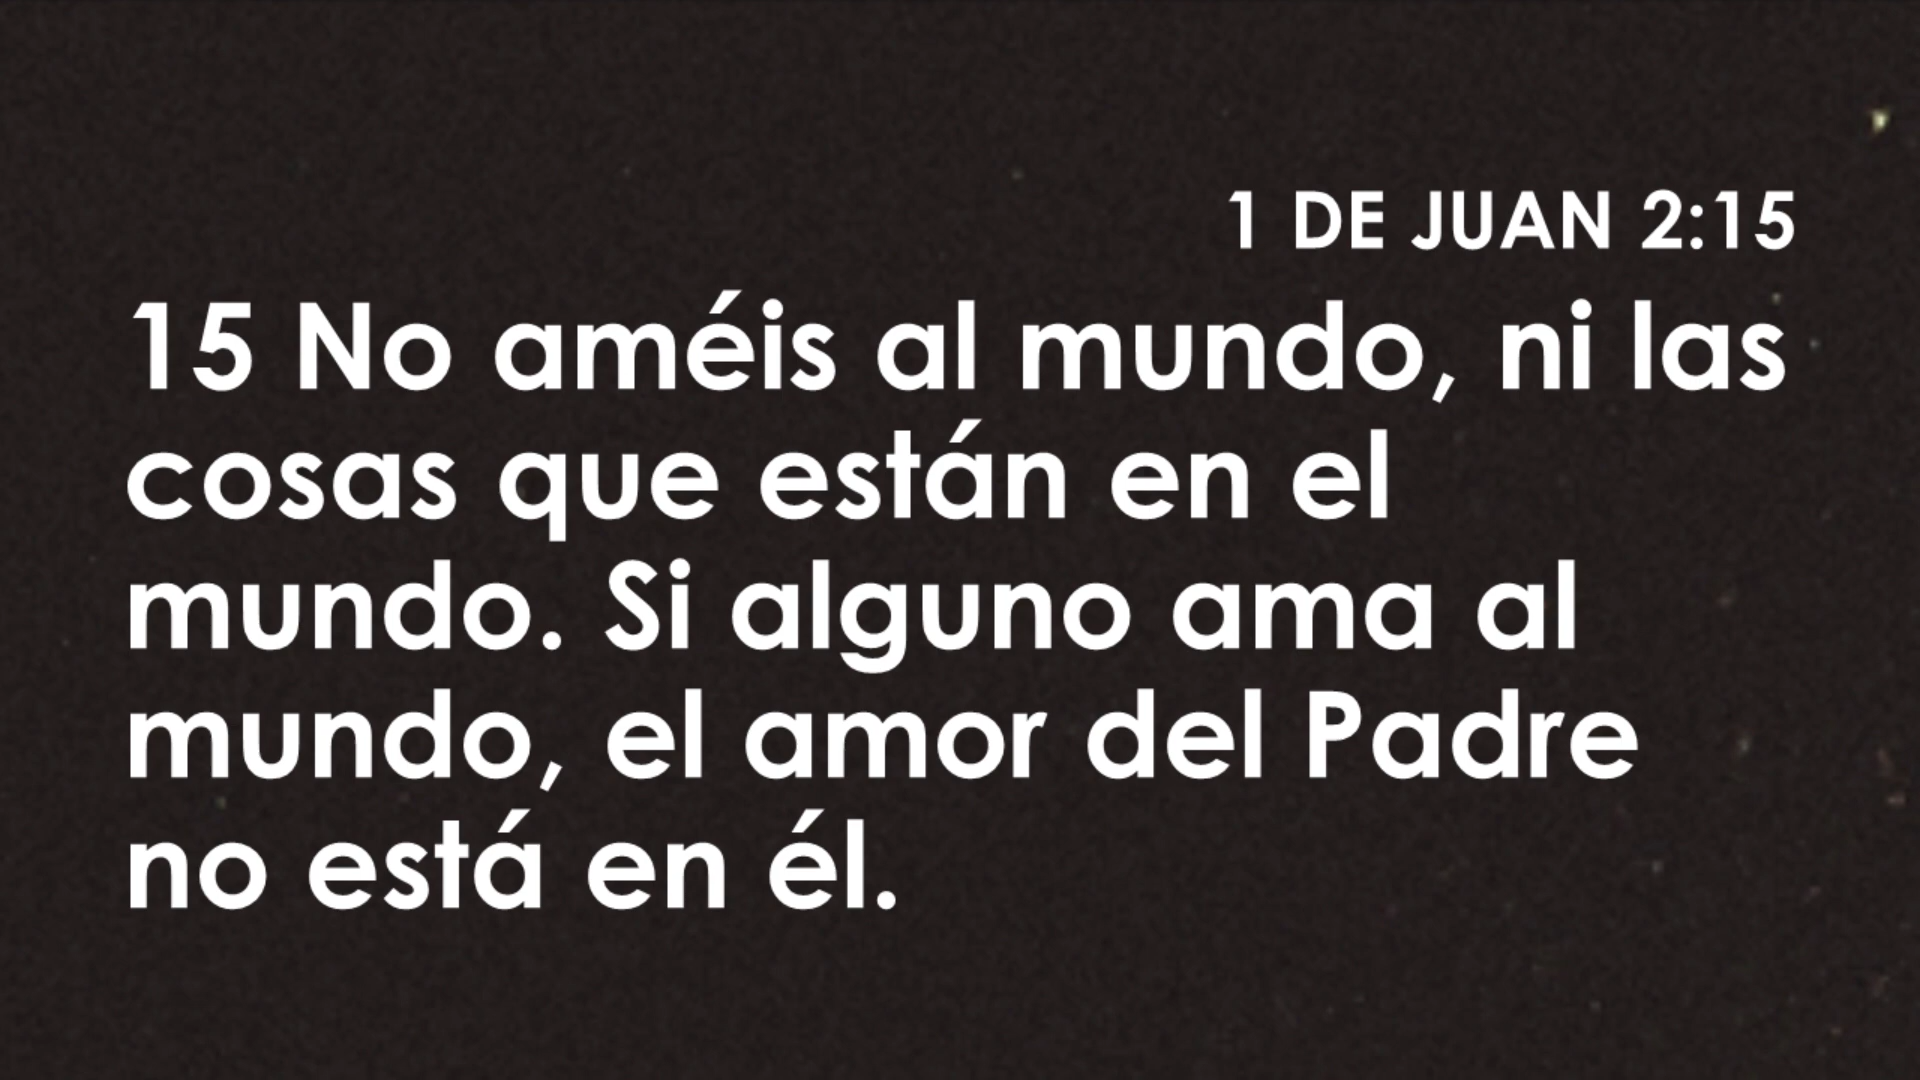 1 DE JUAN 2:15
15 No améis al mundo, ni las
cosas que están en el
mundo. Si alguno ama al
mundo, el amor del Padre
no está en él.